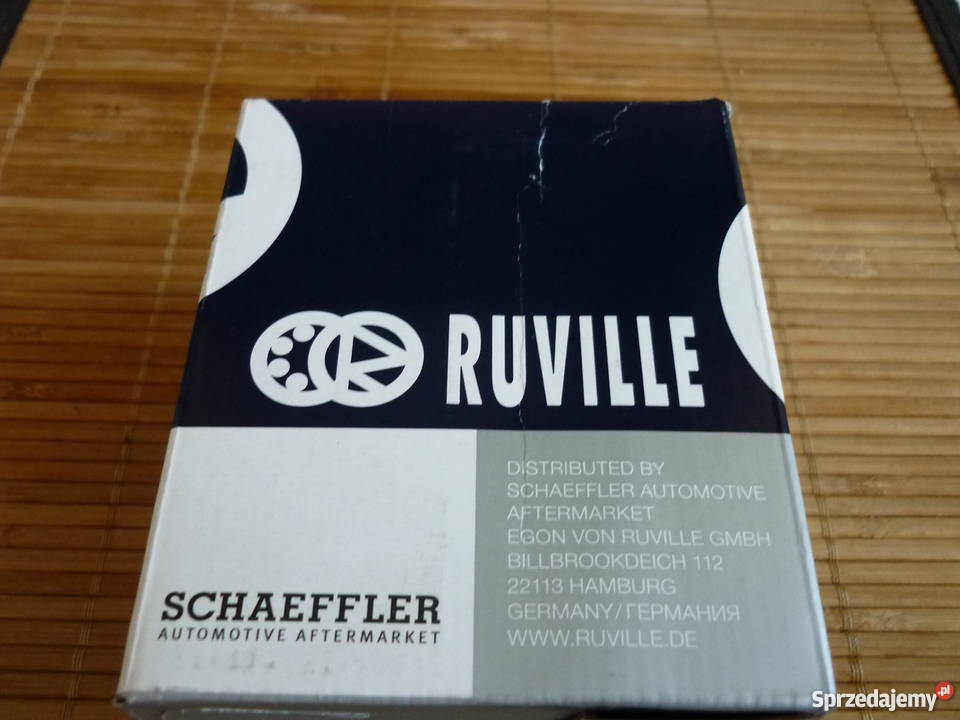 RUVILLE
DISTRIBUTED BY
SCHAEFFLER AUTOMOTIVE
AFTERMARKET
EGON VON RUVILLE GMBH
BILLBROOKDEICH 112
22113 HAMBURG
GERMANY/ГЕРМАНИЯ
WWW.RUVILLE.DE
SCHAEFFLER
AUTOMOTIVE AFTERMARKET
Sprzedajemy.pl